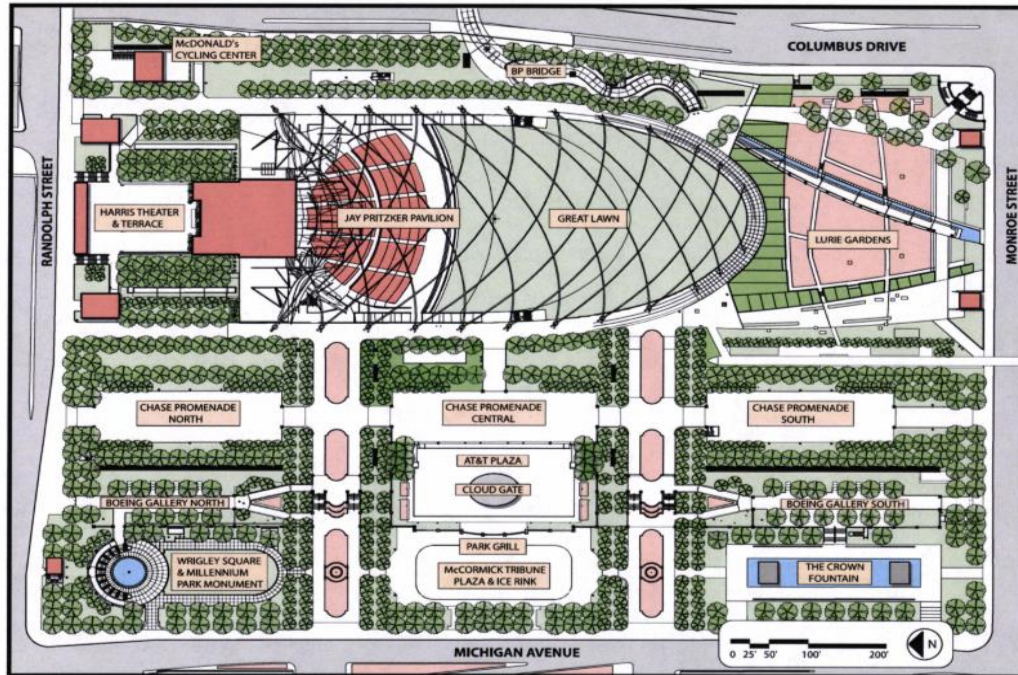 COLUMBUS DRIVE
McDONALD's
CYCLING CENTER
BP BRIDGE
RANDOLPH STREET
HARRIS THEATER
& TERRACE
JAY PRITZKER PAVILION
GREAT LAWN
LURIE GARDENS
MONROE STREET
CHASE PROMENADE
NORTH
CHASE PROMENADE
CENTRAL
CHASE PROMENADE
SOUTH
AT&T PLAZA
CLOUD GATE
BOEING GALLERY NORTH
BOEING GALLERY SOUTH
PARK GRILL
WRIGLEY SQUARE
& MILLENNIUM
PARK MONUMENT
McCORMICK TRIBUNE
PLAZA & ICE RINK
THE CROWN
FOUNTAIN
MICHIGAN AVENUE
0 25' 50' 100' 200'
N